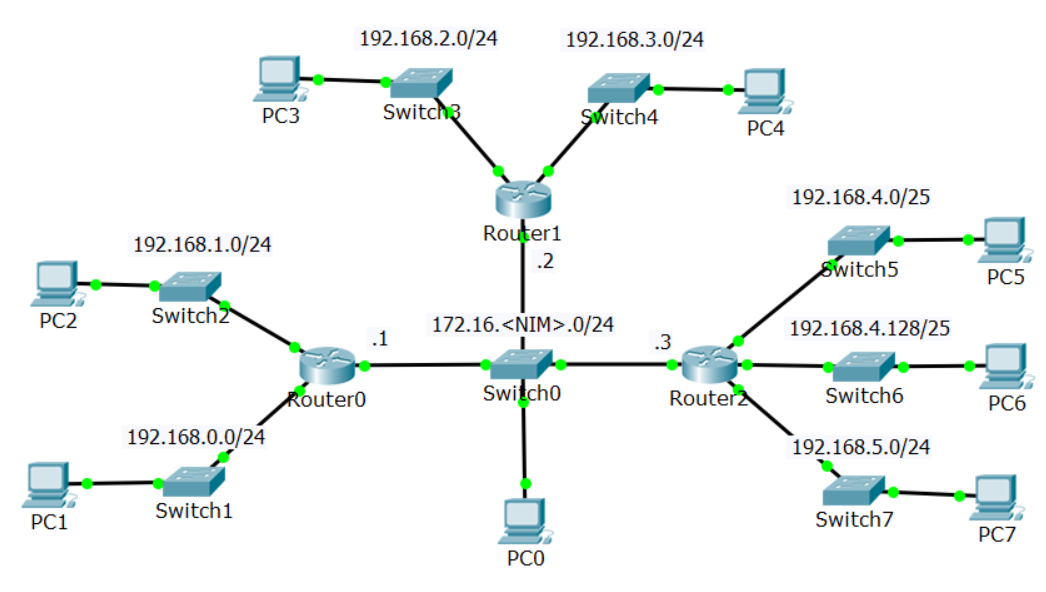 192.168.2.0/24
192.168.3.0/24
PC3
Switch3
Switch4
PC4
Router1
.2
192.168.4.0/25
Switch5
PC5
192.168.1.0/24
PC2
Switch2
172.16.<NIM>.0/24
.1
.3
192.168.4.128/25
Router0
Switch0
Router2
Switch6
PC6
192.168.0.0/24
192.168.5.0/24
PC1
Switch1
PC0
Switch7
PC7